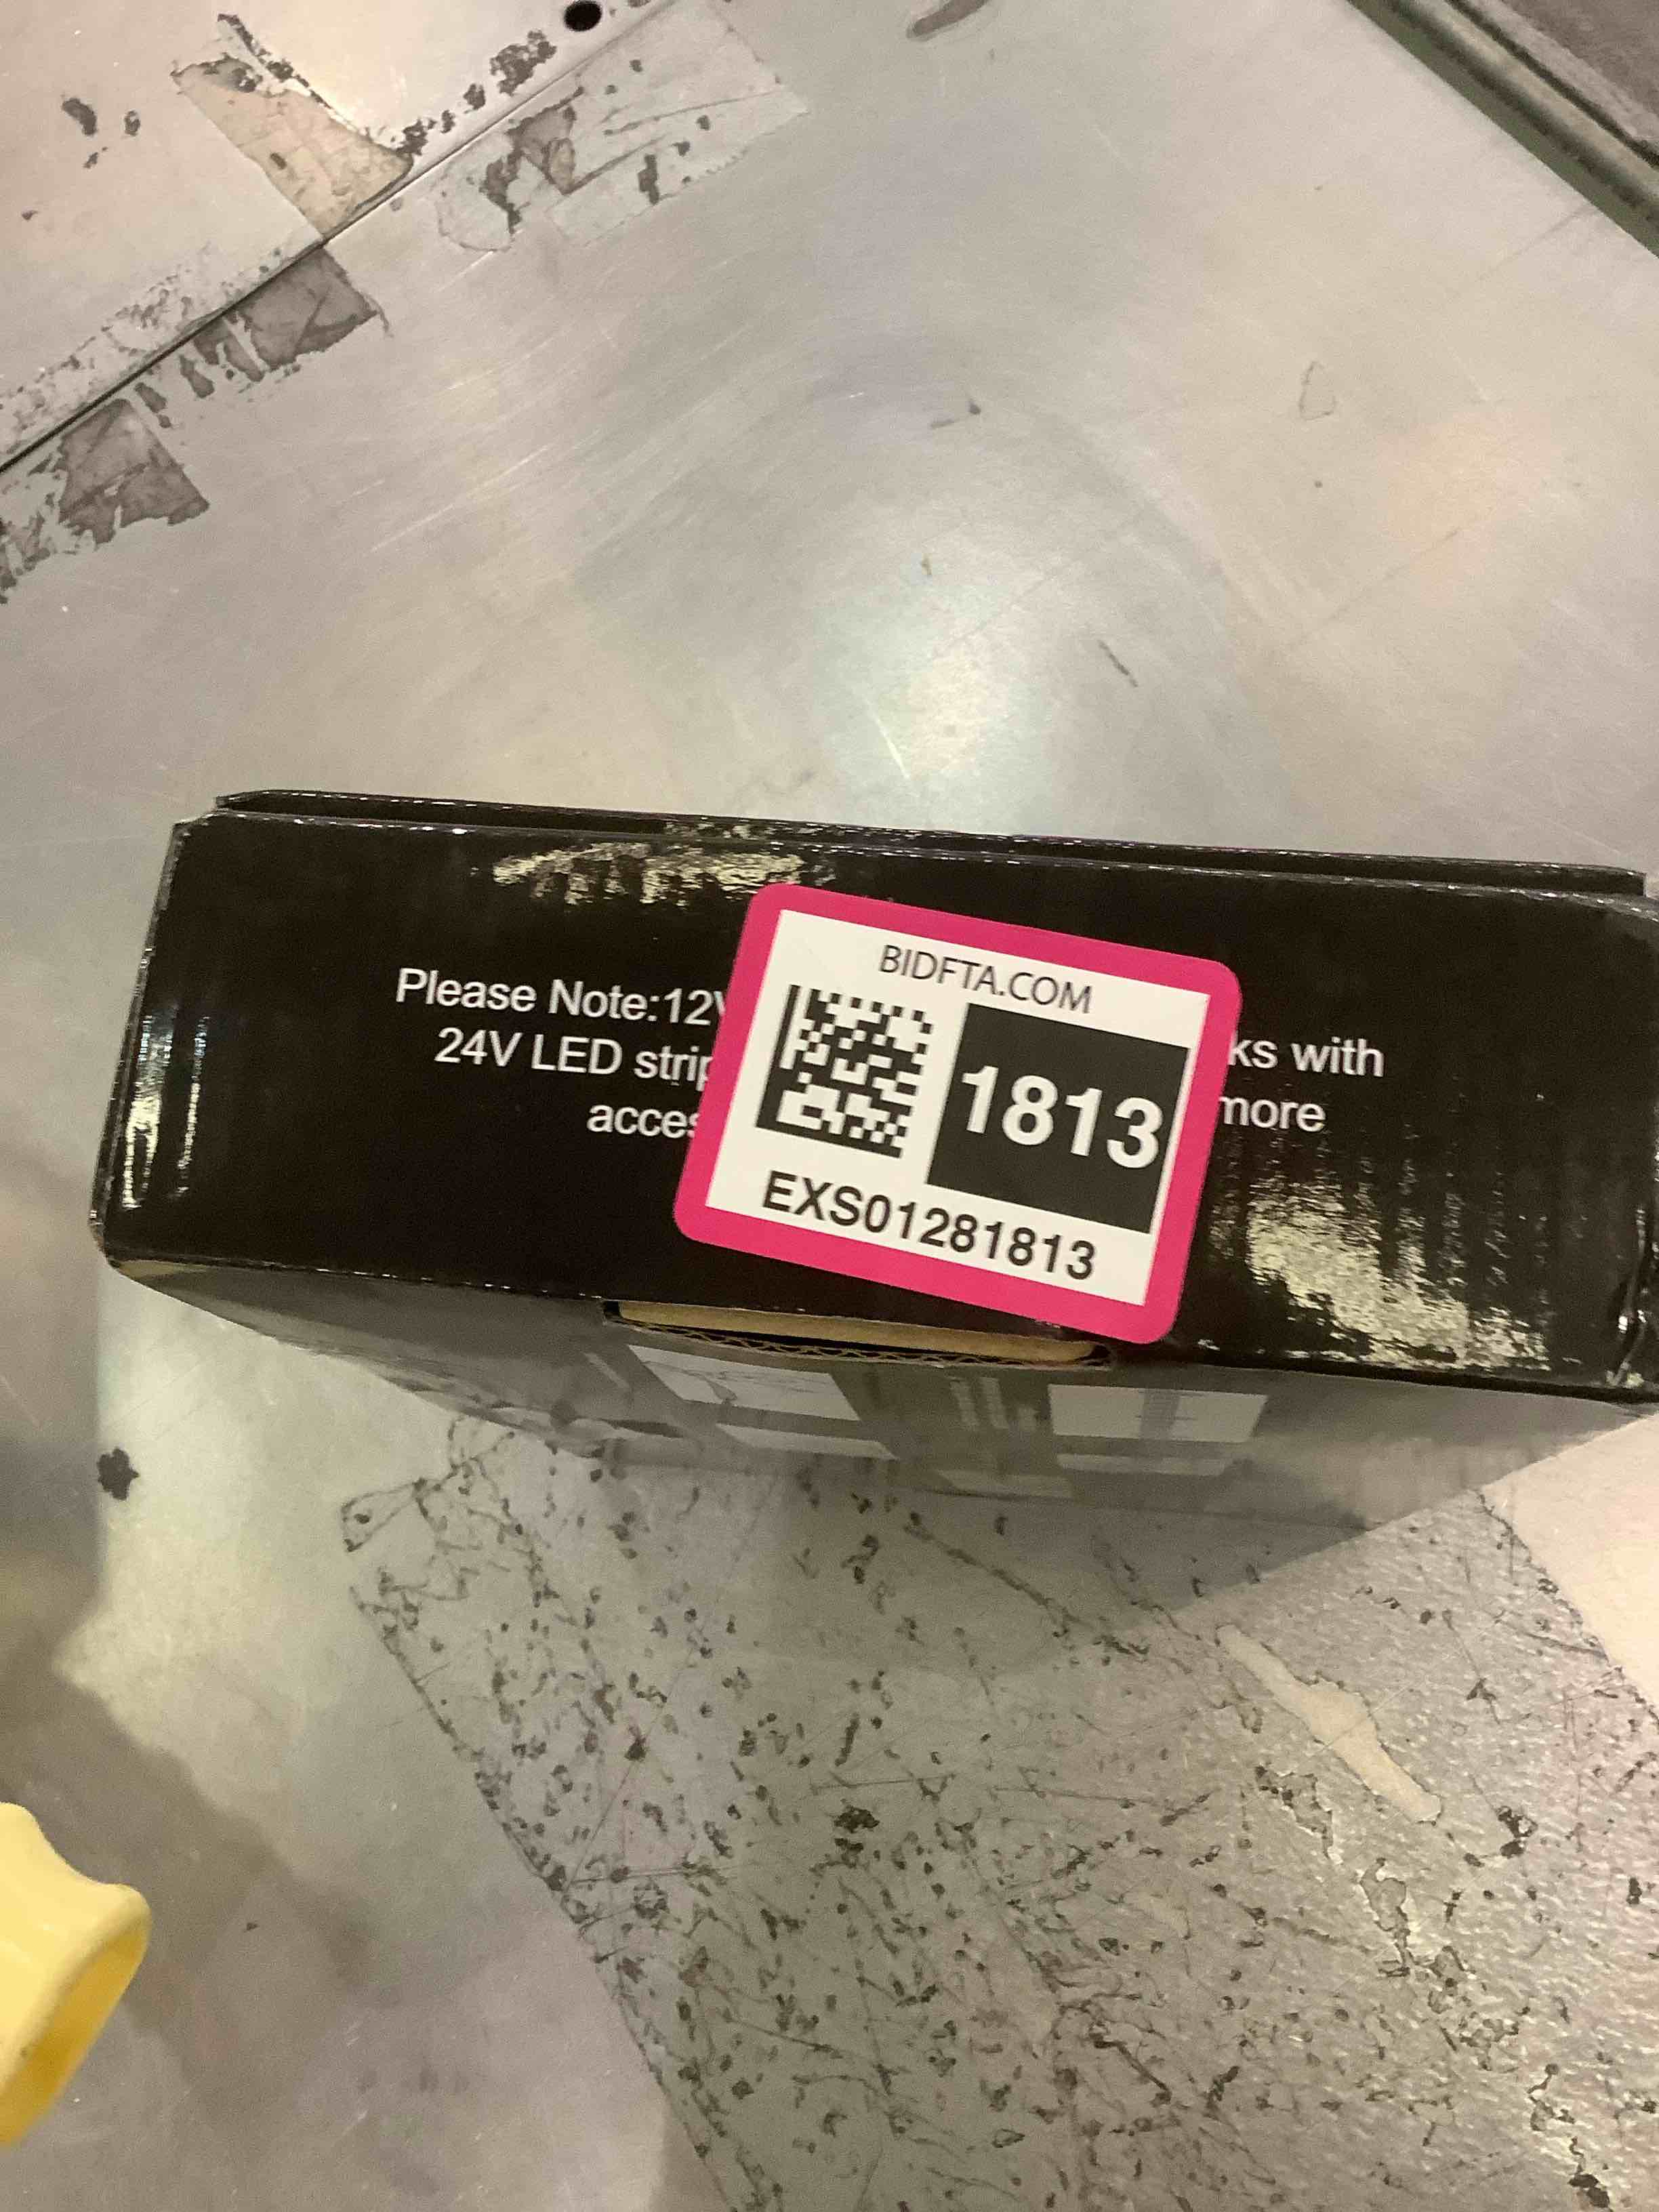 Please Note:12V
24V LED strip
acces
ks with
more
BIDFTA.COM
1813
EXS01281813